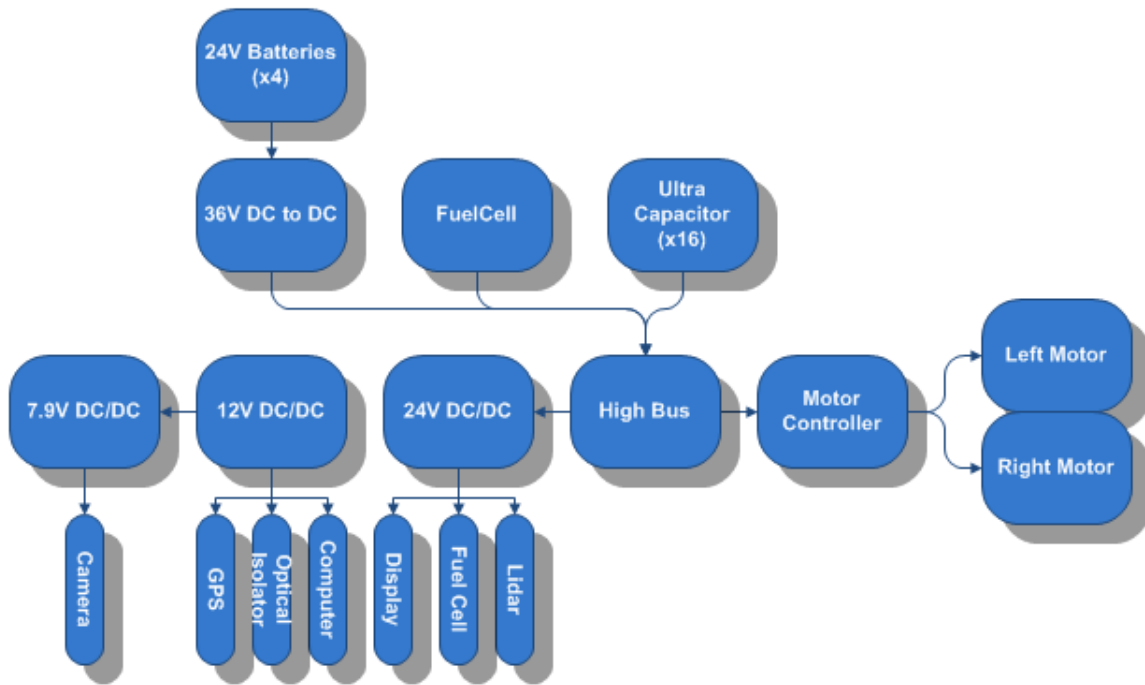 24V Batteries
(x4)
36V DC to DC
FuelCell
Ultra
Capacitor
(x16)
7.9V DC/DC
12V DC/DC
24V DC/DC
High Bus
Motor
Controller
Left Motor
Right Motor
Camera
GPS
Optical
Isolator
Computer
Display
Fuel Cell
Lidar